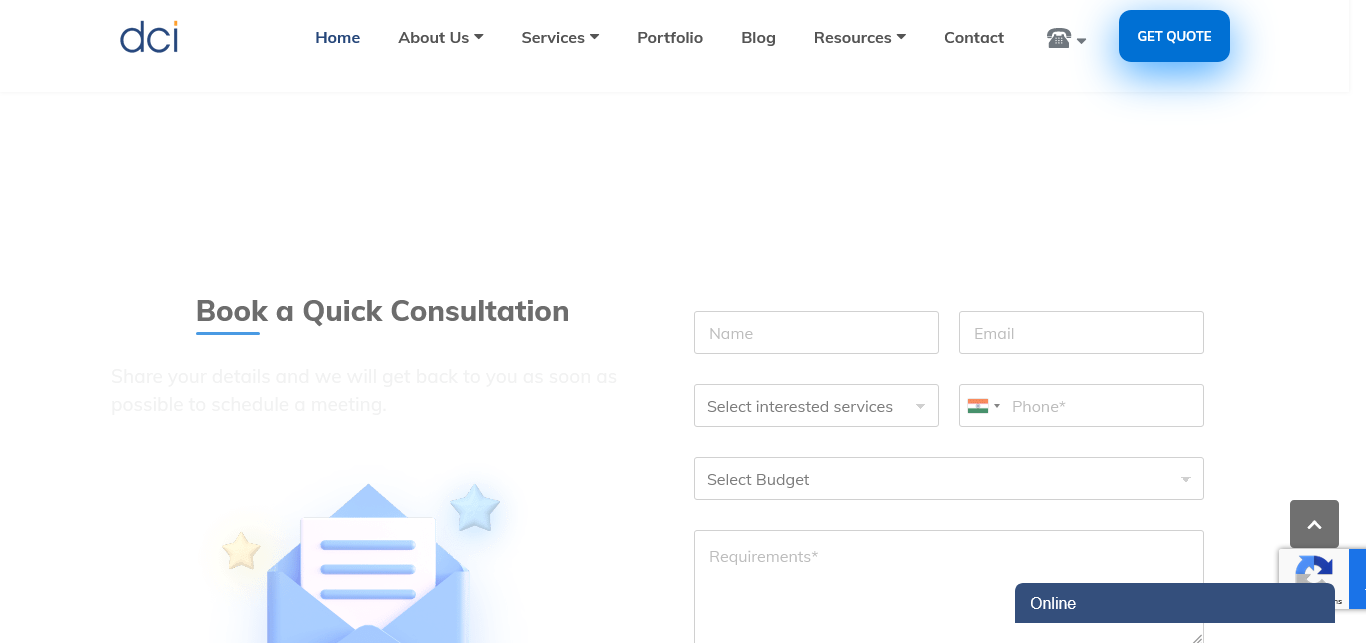 dci
Home About Us Services Portfolio Blog Resources Contact GET QUOTE
Book a Quick Consultation
Share your details and we will get back to you as soon as
possible to schedule a meeting.
Name Email
Select interested services Phone*
Select Budget
Requirements*
Online